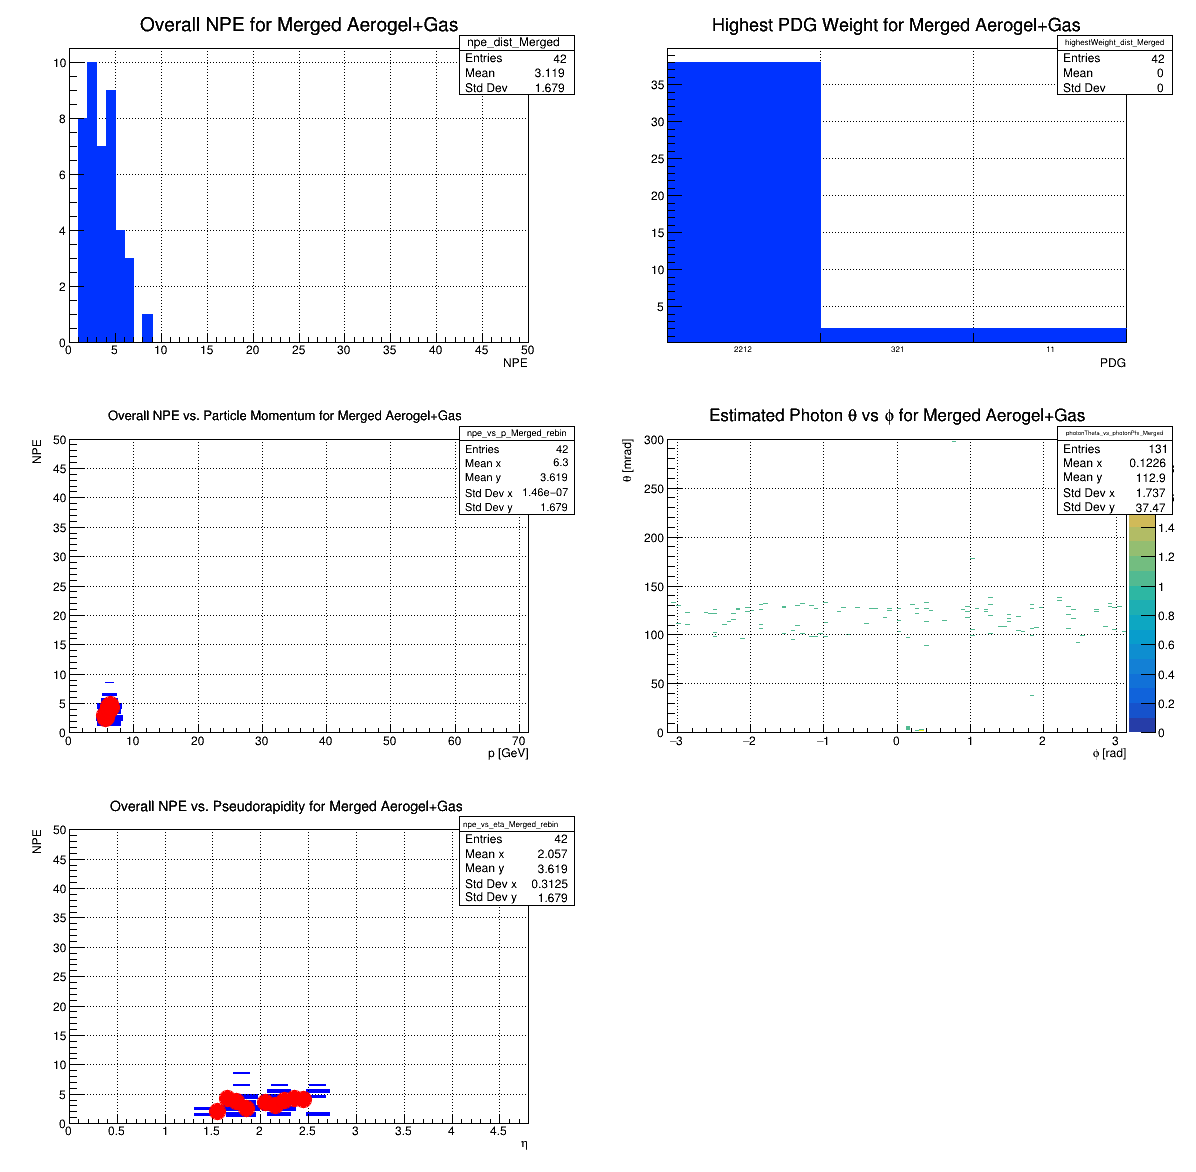 Overall NPE for Merged Aerogel+Gas
npe_dist_Merged
Entries 42
Mean 3.119
Std Dev 1.679
10
8
6
4
2
0
0 5 10 15 20 25 30 35 40 45 50
NPE
Highest PDG Weight for Merged Aerogel+Gas
highestWeight_dist_Merged
Entries 42
Mean 0
Std Dev 0
35
30
25
20
15
10
5
2212 321 11
PDG
Overall NPE vs. Particle Momentum for Merged Aerogel+Gas
npe_vs_p_Merged_rebin
Entries 42
Mean x 6.3
Mean y 3.619
Std Dev x 1.46e−07
Std Dev y 1.679
NPE
50
45
40
35
30
25
20
15
10
5
0
0 10 20 30 40 50 60 70
p [GeV]
Estimated Photon θ vs ϕ for Merged Aerogel+Gas
photonTheta_vs_photonPhi_Merged
Entries 131
Mean x 0.1226
Mean y 112.9
Std Dev x 1.737
Std Dev y 37.47
θ [mrad]
300
250
200
150
100
50
0
−3 −2 −1 0 1 2 3
ϕ [rad]
1.4
1.2
1
0.8
0.6
0.4
0.2
0
Overall NPE vs. Pseudorapidity for Merged Aerogel+Gas
npe_vs_eta_Merged_rebin
Entries 42
Mean x 2.057
Mean y 3.619
Std Dev x 0.3125
Std Dev y 1.679
NPE
50
45
40
35
30
25
20
15
10
5
0
0 0.5 1 1.5 2 2.5 3 3.5 4 4.5
η